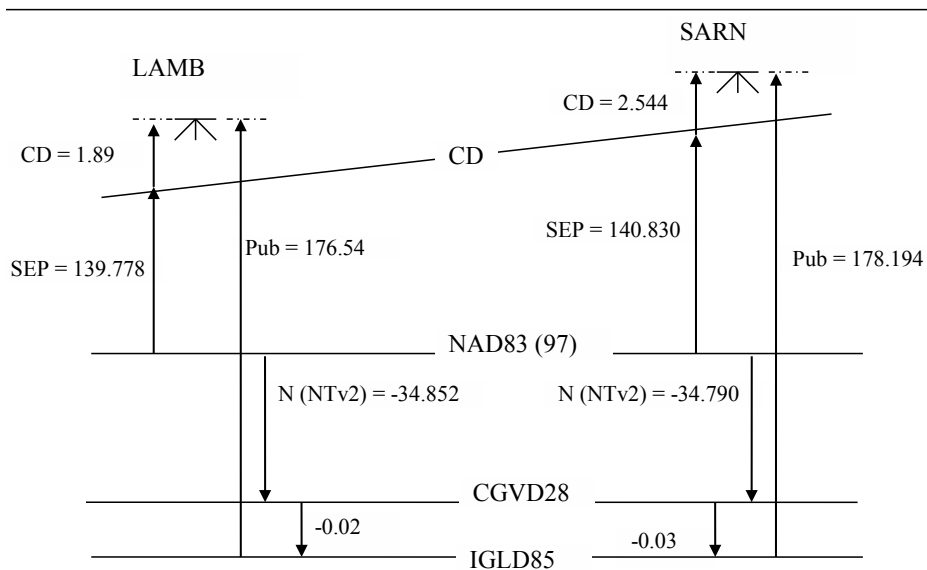 SARN
LAMB
CD = 2.544
CD = 1.89
CD
SEP = 140.830
Pub = 176.54
SEP = 139.778
Pub = 178.194
NAD83 (97)
N (NTv2) = -34.852
N (NTv2) = -34.790
CGVD28
-0.02
-0.03
IGLD85